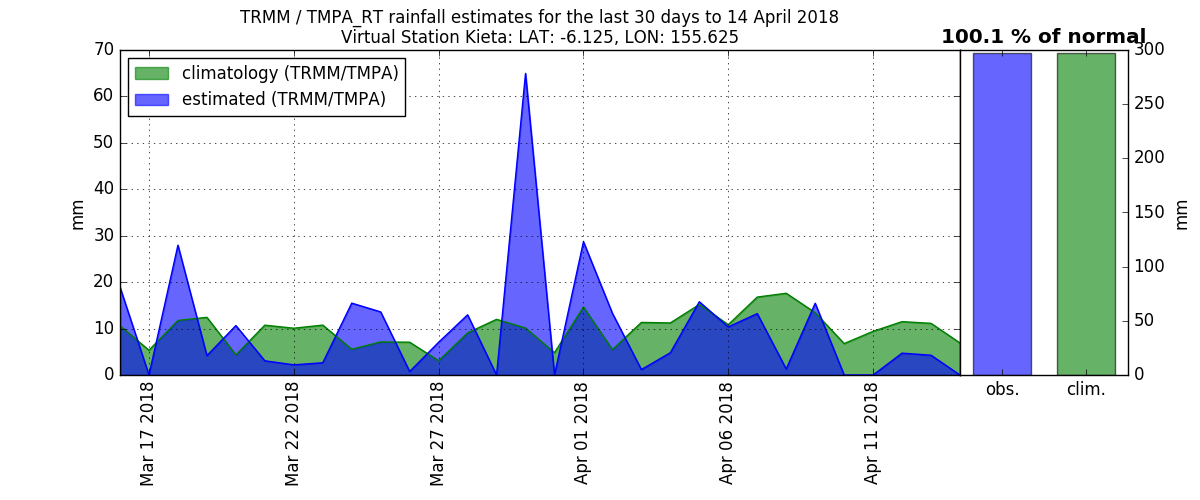 TRMM / TMPA_RT rainfall estimates for the last 30 days to 14 April 2018
Virtual Station Kieta: LAT: -6.125, LON: 155.625
100.1 % of normal
climatology (TRMM/TMPA)
estimated (TRMM/TMPA)
mm
70
60
50
40
30
20
10
0
Mar 17 2018
Mar 22 2018
Mar 27 2018
Apr 01 2018
Apr 06 2018
Apr 11 2018
obs.
clim.
300
250
200
150
100
50
0
mm